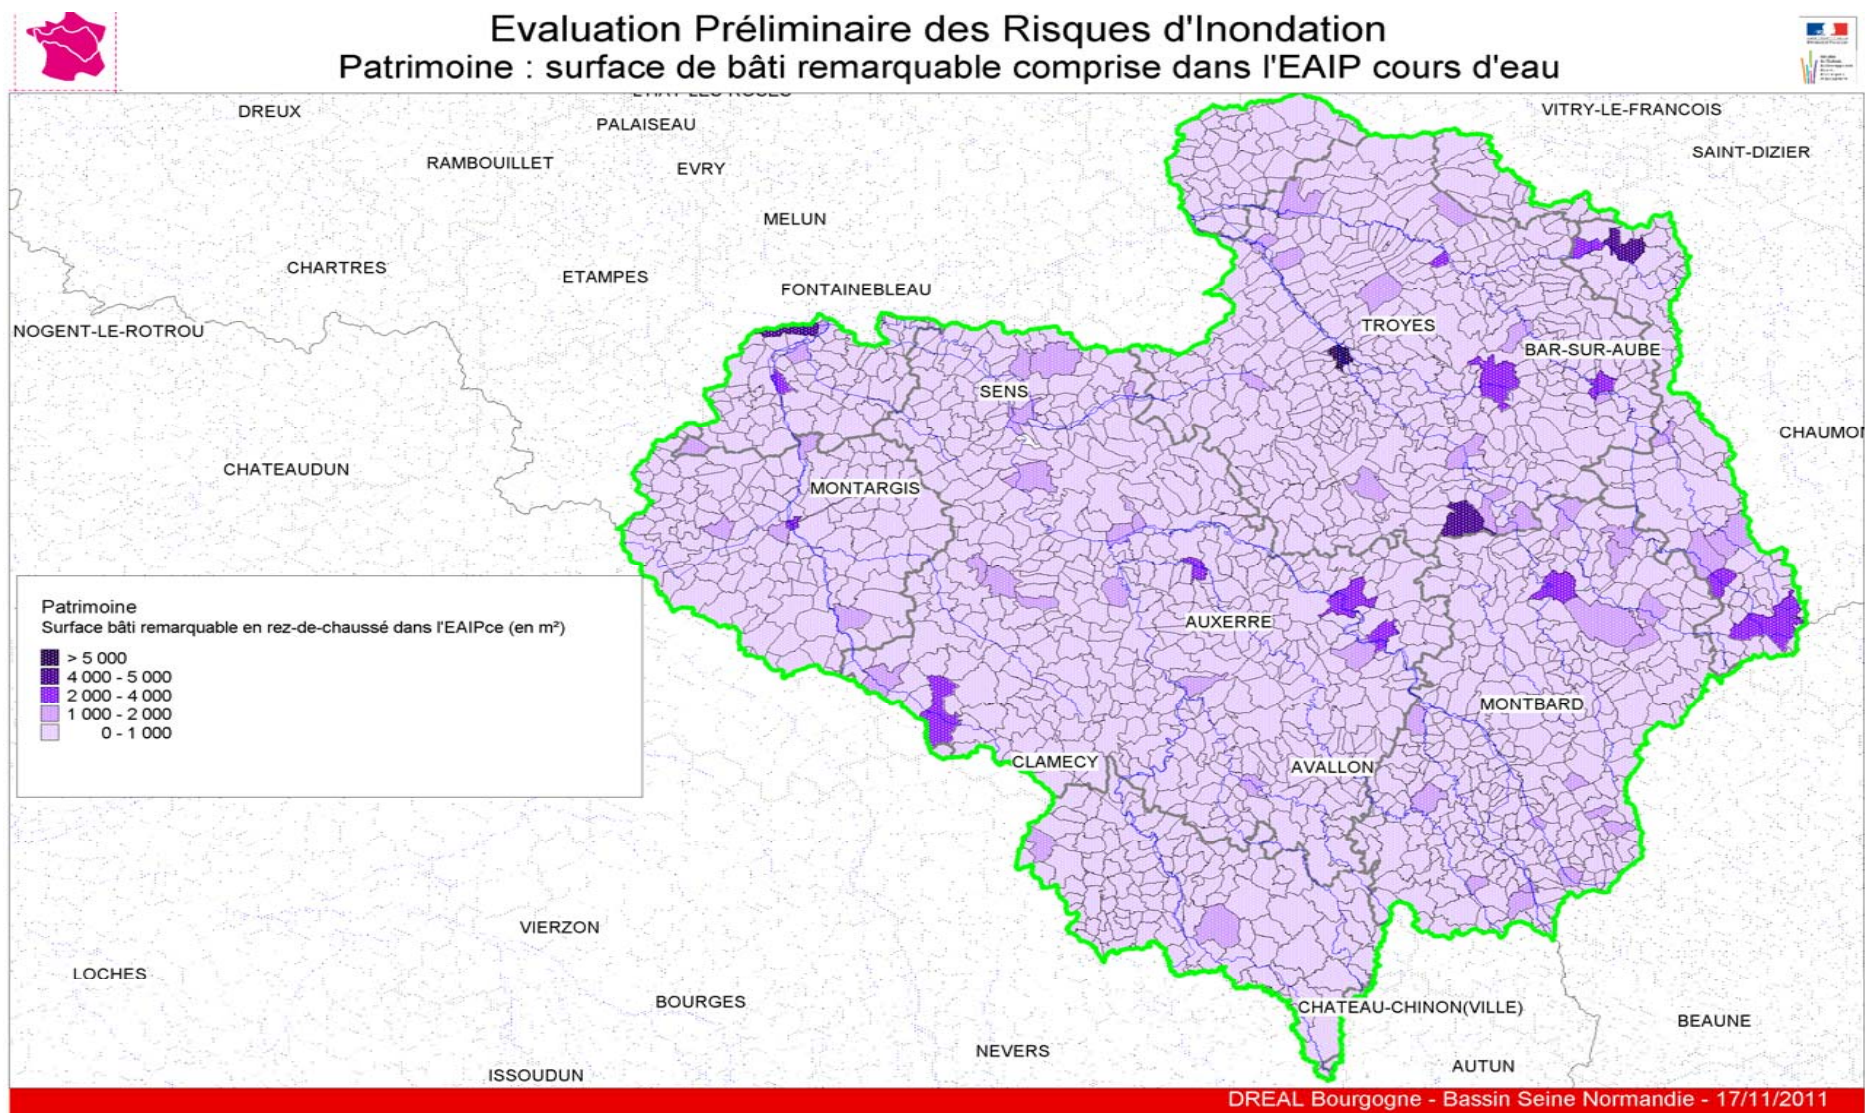 Evaluation Préliminaire des Risques d'Inondation
Patrimoine : surface de bâti remarquable comprise dans l'EAIP cours d'eau
DREUX
PALAISEAU
VITRY-LE-FRANCOIS
RAMBOUILLET
EVRY
SAINT-DIZIER
MELUN
CHARTRES
ETAMPES
FONTAINEBLEAU
NOGENT-LE-ROTROU
TROYES
BAR-SUR-AUBE
SENS
CHAUMON
CHATEAUDUN
MONTARGIS
Patrimoine
Surface bâti remarquable en rez-de-chaussé dans l'EAIPce (en m²)
> 5 000
4 000 - 5 000
2 000 - 4 000
1 000 - 2 000
0 - 1 000
AUXERRE
MONTBARD
CLAMECY
AVALLON
VIERZON
LOCHES
BOURGES
CHATEAU-CHINON(VILLE)
BEAUNE
NEVERS
AUTUN
ISSOUDUN
DREAL Bourgogne - Bassin Seine Normandie - 17/11/2011